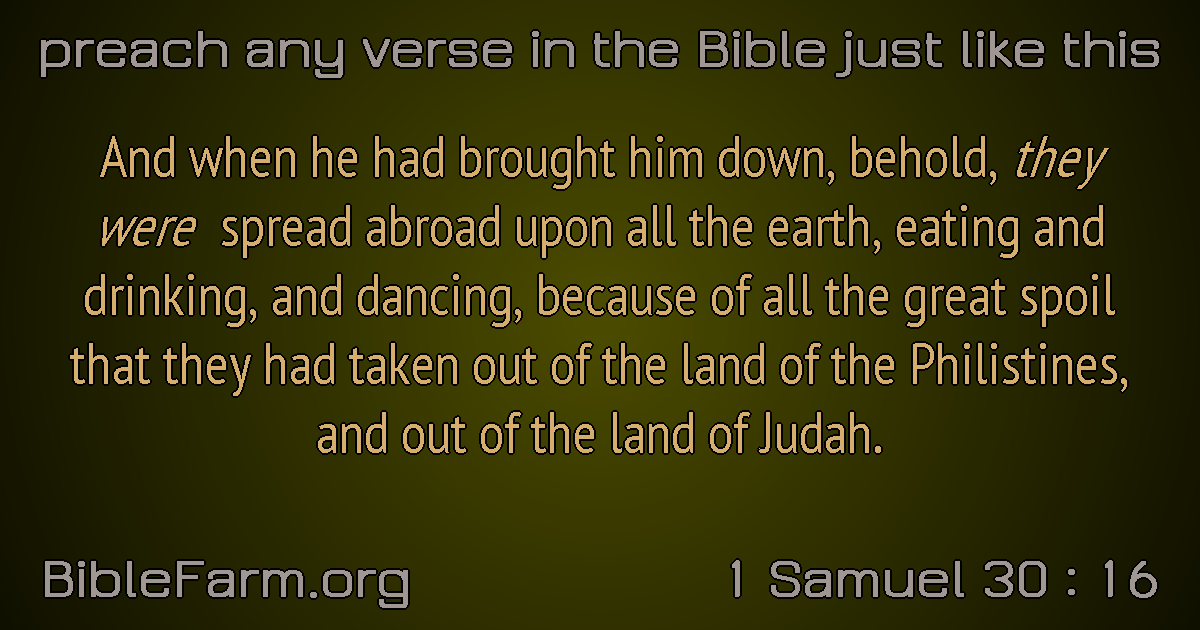 preach any verse in the Bible just like this
And when he had brought him down, behold, they
were spread abroad upon all the earth, eating and
drinking, and dancing, because of all the great spoil
that they had taken out of the land of the Philistines,
and out of the land of Judah.
BibleFarm.org
1 Samuel 30 : 16